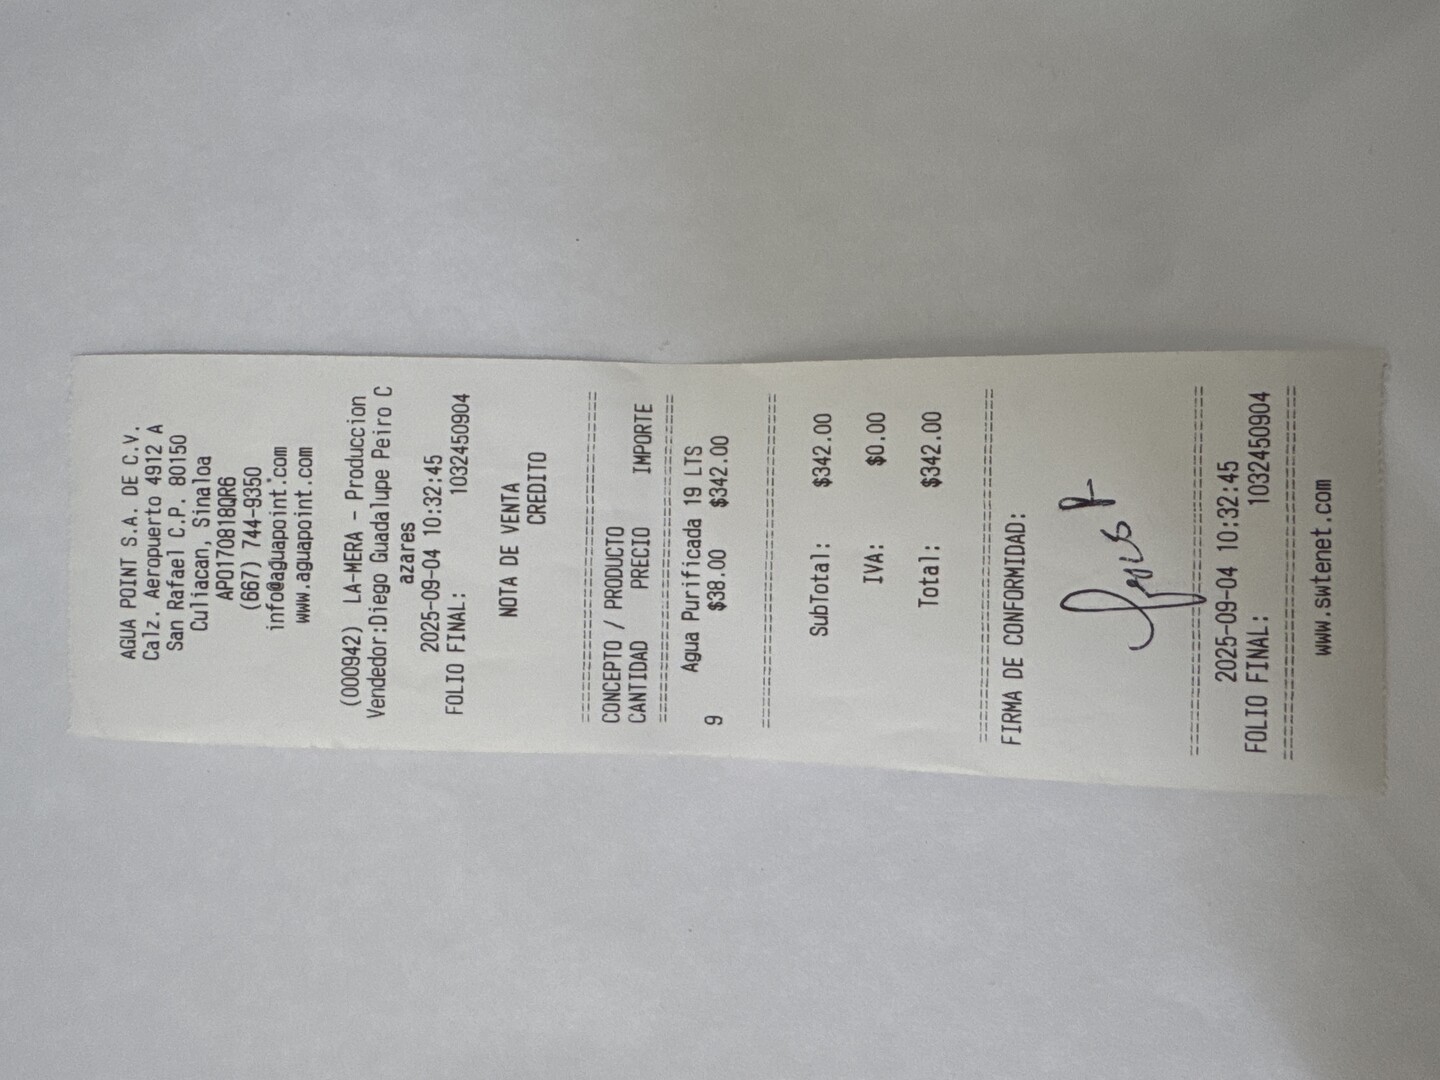 AGUA POINT S.A. DE C.V.
Calz. Aeropuerto 4912 A
San Rafael C.P. 80150
Culiacan, Sinaloa
APO170818QR6
(667) 744-9350
info@aguapoint.com
www.aguapoint.com
(000942) LA-MERA - Produccion
Vendedor:Diego Guadalupe Peiro C
azares
2025-09-04 10:32:45
FOLIO FINAL: 1032450904
NOTA DE VENTA
CREDITO
================================
CONCEPTO / PRODUCTO
CANTIDAD PRECIO IMPORTE
================================
Agua Purificada 19 LTS
9 $38.00 $342.00
================================
SubTotal: $342.00
IVA: $0.00
Total: $342.00
================================
FIRMA DE CONFORMIDAD:
================================
2025-09-04 10:32:45
FOLIO FINAL: 1032450904
================================
www.swtenet.com